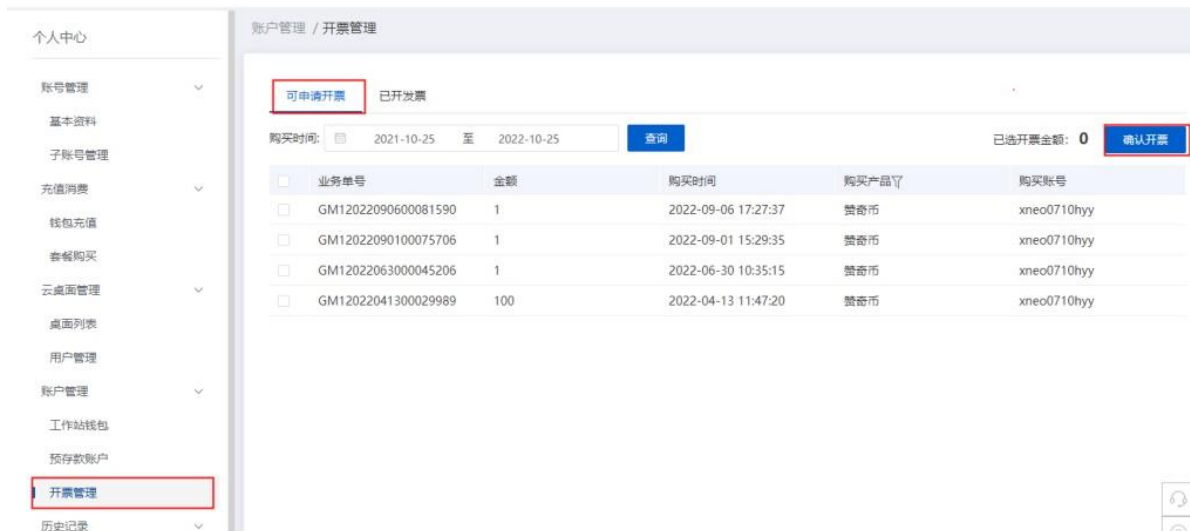 个人中心
账号管理
基本资料
子账号管理
充值消费
钱包充值
套餐购买
云桌面管理
桌面列表
用户管理
账户管理
工作站钱包
预存款账户
开票管理
历史记录
账户管理 / 开票管理
可申请开票 已开发票
购买时间: 2021-10-25 至 2022-10-25 查询 已选开票金额: 0 确认开票
业务单号 金额 购买时间 购买产品 购买账号
GM12022090600081590 1 2022-09-06 17:27:37 赞奇币 xneo0710hyy
GM12022090100075706 1 2022-09-01 15:29:35 赞奇币 xneo0710hyy
GM12022063000045206 1 2022-06-30 10:35:15 赞奇币 xneo0710hyy
GM12022041300029989 100 2022-04-13 11:47:20 赞奇币 xneo0710hyy